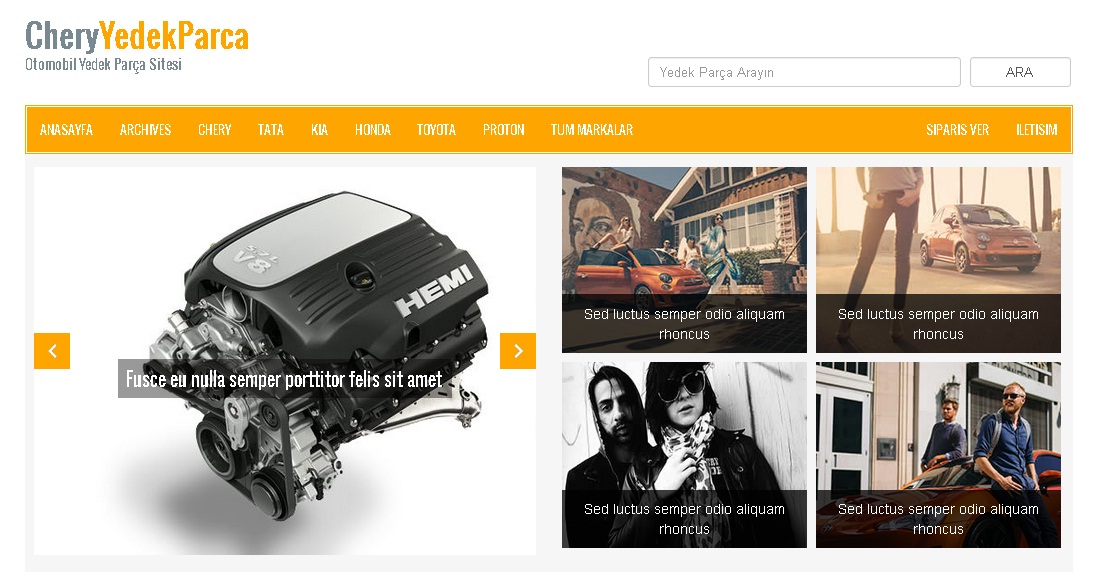 CheryYedekParca
Otomobil Yedek Parça Sitesi
Yedek Parça Arayın
ARA
ANASAYFA ARCHIVES CHERY TATA KIA HONDA TOYOTA PROTON TUM MARKALAR SIPARIS VER ILETISIM
5.7L
V8
HEMI
Fusce eu nulla semper porttitor felis sit amet
Sed luctus semper odio aliquam
rhoncus
Sed luctus semper odio aliquam
rhoncus
Sed luctus semper odio aliquam
rhoncus
Sed luctus semper odio aliquam
rhoncus